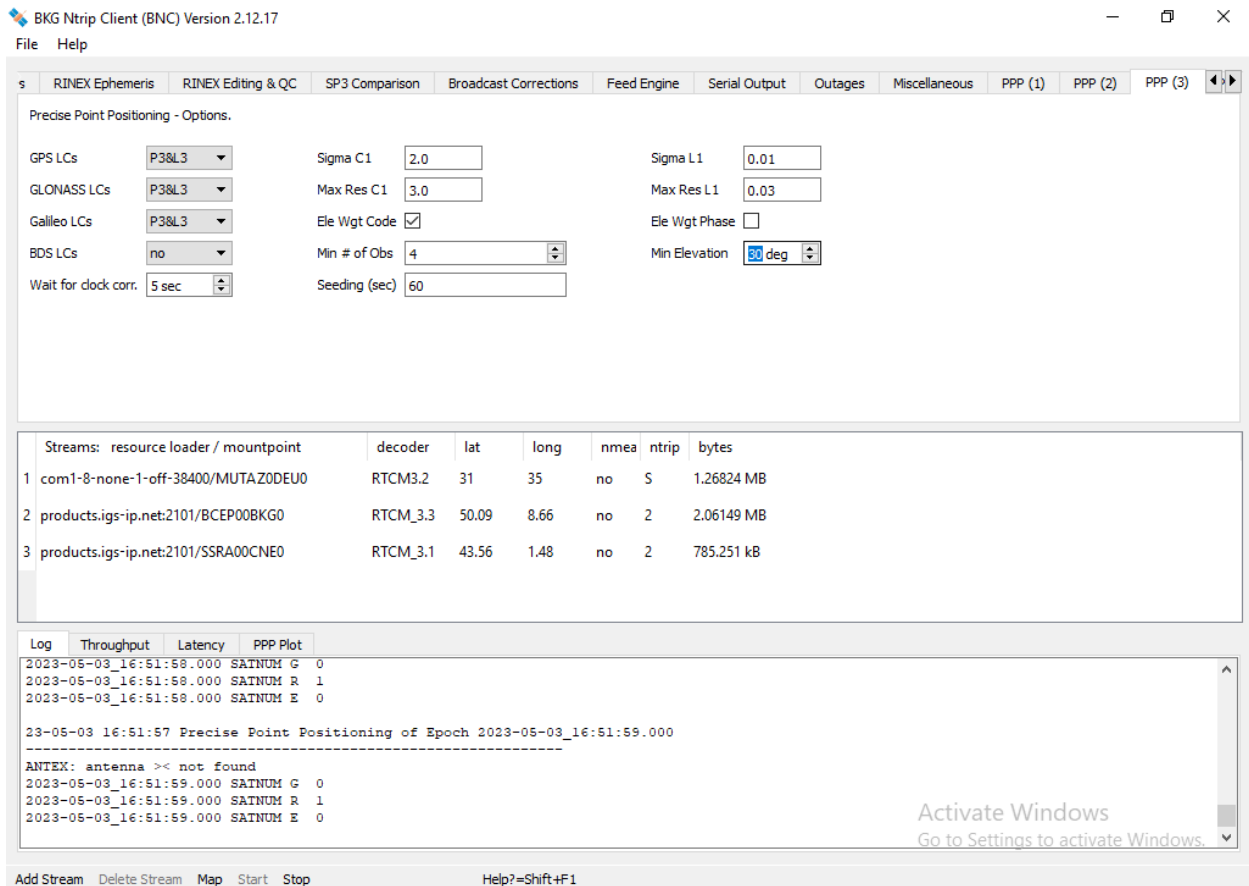 BKG Ntrip Client (BNC) Version 2.12.17
File Help
s RINEX Ephemeris RINEX Editing & QC SP3 Comparison Broadcast Corrections Feed Engine Serial Output Outages Miscellaneous PPP (1) PPP (2) PPP (3)
Precise Point Positioning - Options.
GPS LCs P3&L3 Sigma C1 2.0 Sigma L1 0.01
GLONASS LCs P3&L3 Max Res C1 3.0 Max Res L1 0.03
Galileo LCs P3&L3 Ele Wgt Code Ele Wgt Phase
BDS LCs no Min # of Obs 4 Min Elevation 30 deg
Wait for clock corr. 5 sec Seeding (sec) 60
Streams: resource loader / mountpoint decoder lat long nmea ntrip bytes
1 com1-8-none-1-off-38400/MUTAZ0DEU0 RTCM3.2 31 35 no S 1.26824 MB
2 products.igs-ip.net:2101/BCEP00BKG0 RTCM_3.3 50.09 8.66 no 2 2.06149 MB
3 products.igs-ip.net:2101/SSRA00CNE0 RTCM_3.1 43.56 1.48 no 2 785.251 kB
Log Throughput Latency PPP Plot
2023-05-03_16:51:58.000 SATNUM G 0
2023-05-03_16:51:58.000 SATNUM R 1
2023-05-03_16:51:58.000 SATNUM E 0
23-05-03 16:51:57 Precise Point Positioning of Epoch 2023-05-03_16:51:59.000
---------------------------------------------------------------
ANTEX: antenna >< not found
2023-05-03_16:51:59.000 SATNUM G 0
2023-05-03_16:51:59.000 SATNUM R 1
2023-05-03_16:51:59.000 SATNUM E 0
Activate Windows
Go to Settings to activate Windows.
Add Stream Delete Stream Map Start Stop Help?=Shift+F1